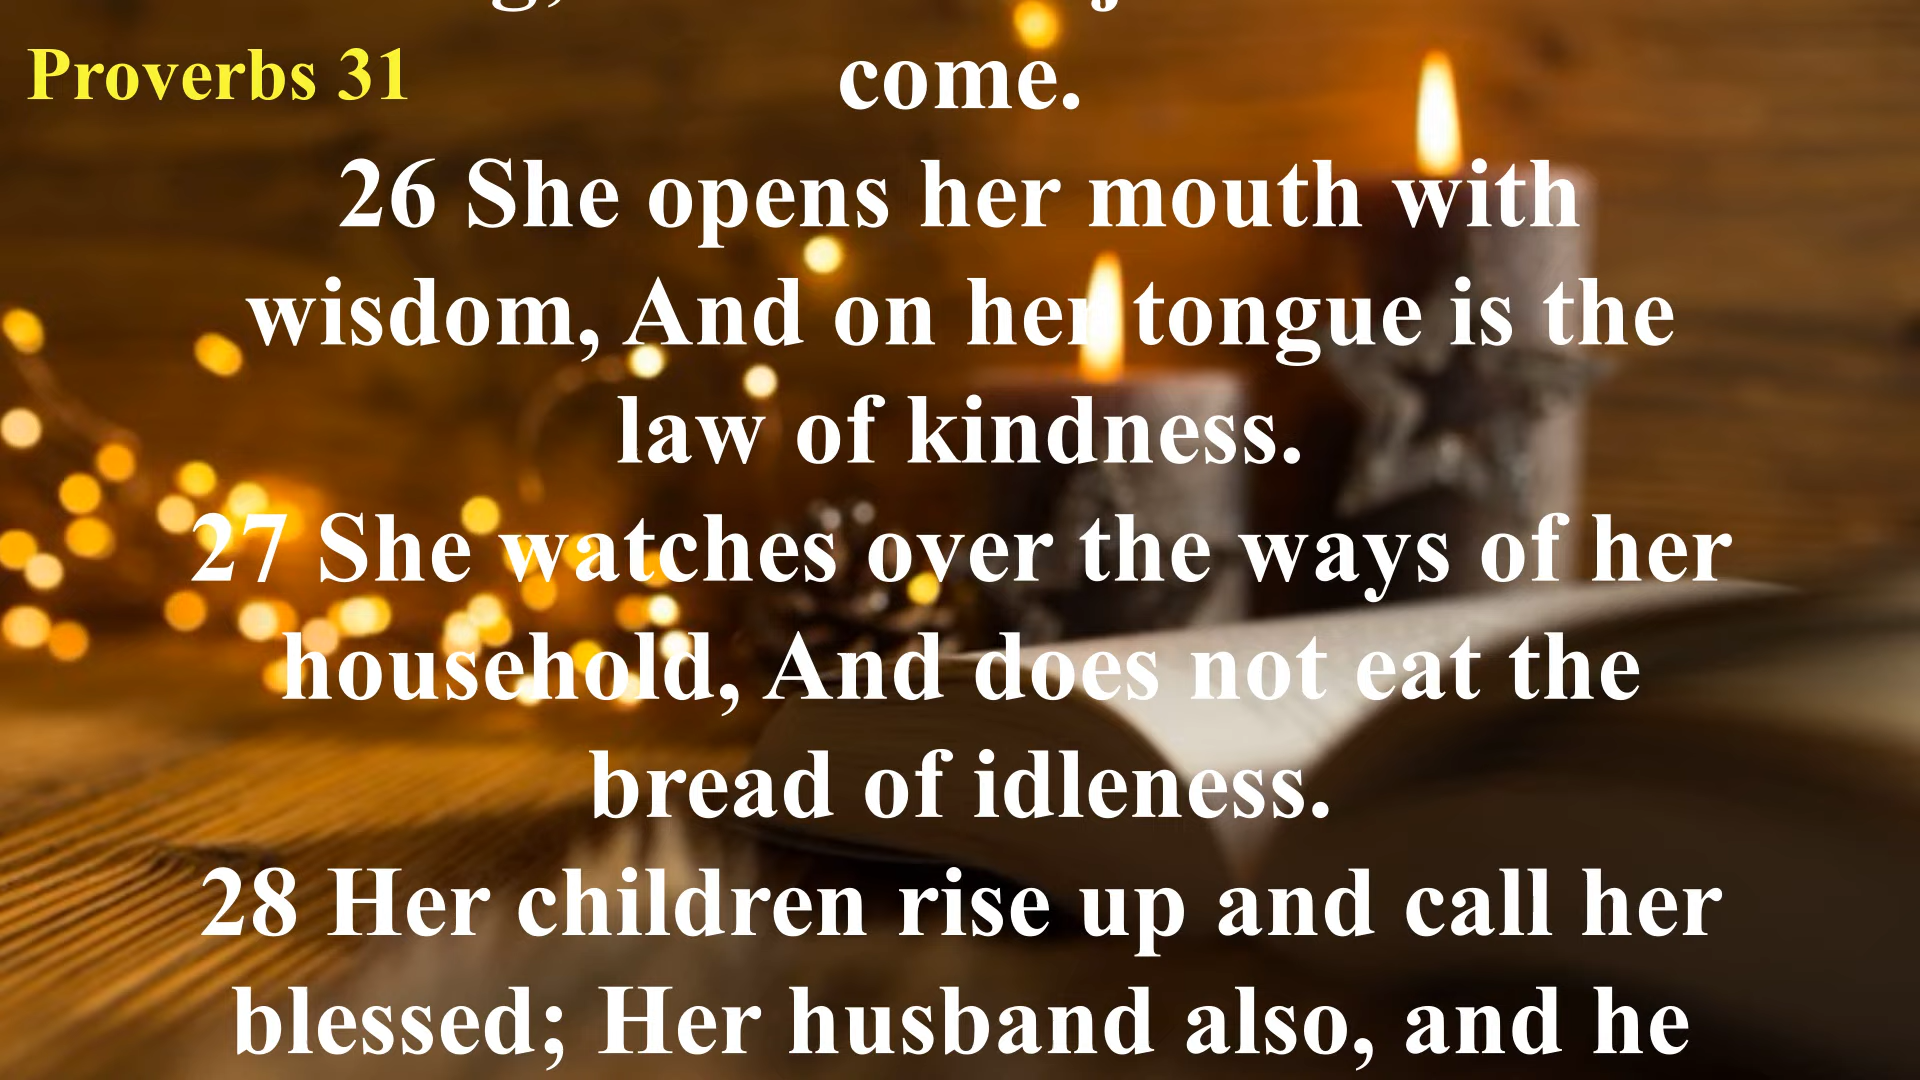 Proverbs 31
come.
26 She opens her mouth with
wisdom, And on her tongue is the
law of kindness.
27 She watches over the ways of her
household, And does not eat the
bread of idleness.
28 Her children rise up and call her
blessed; Her husband also, and he